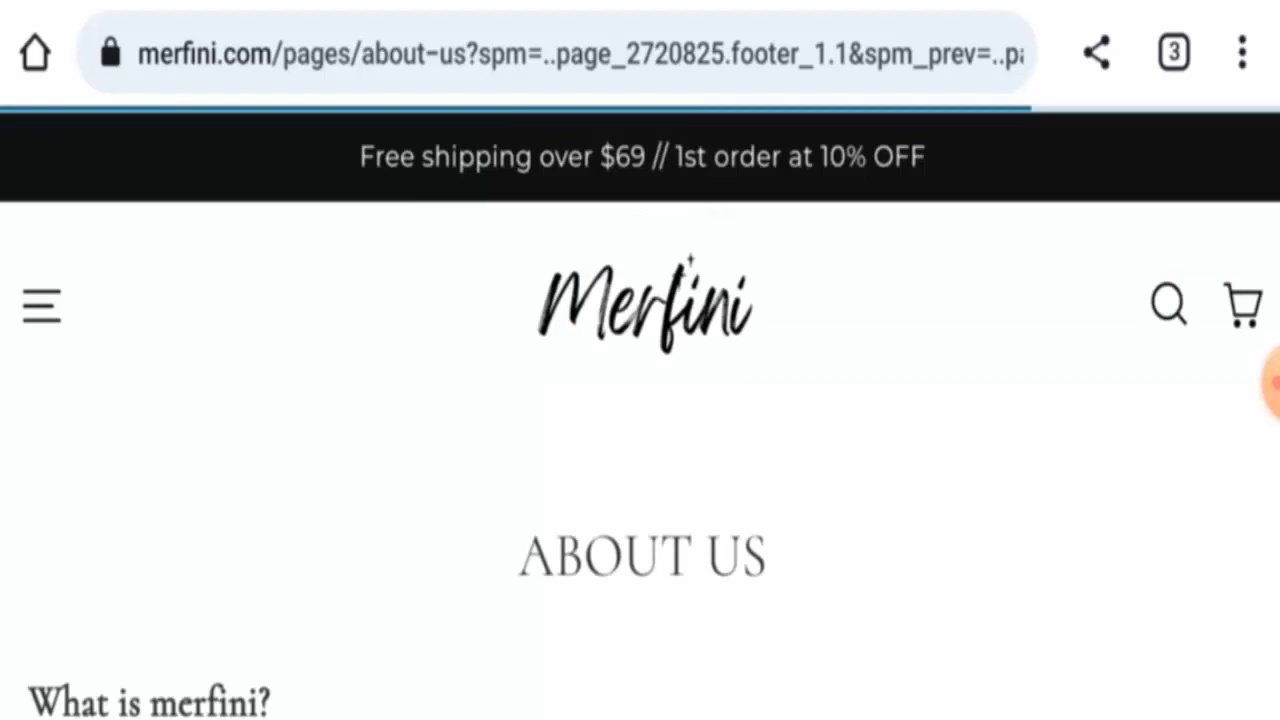 merfini.com/pages/about-us?spm=..page_2720825.footer_1.1&spm_prev=..pa
3
Free shipping over $69 // 1st order at 10% OFF
Merfini
ABOUT US
What is merfini?